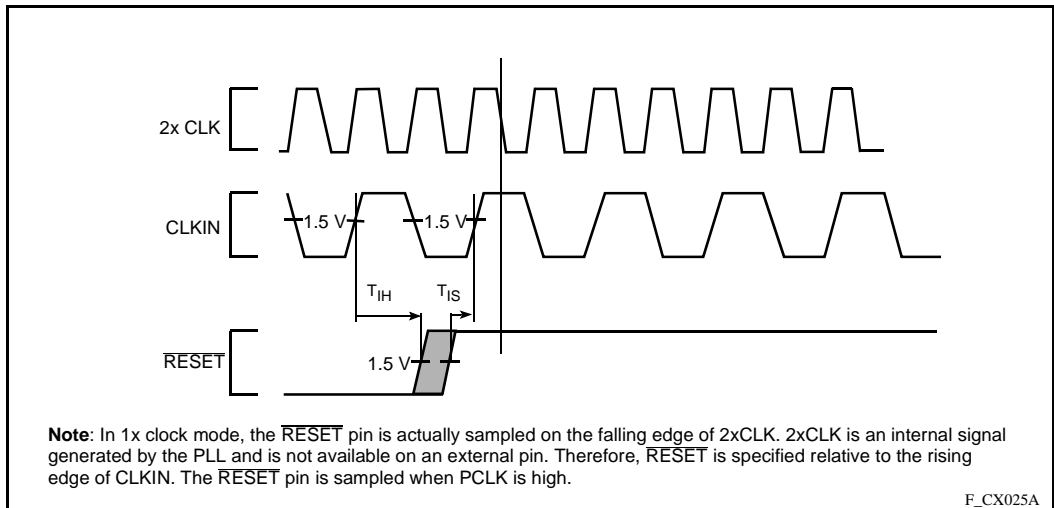 2x CLK
CLKIN
1.5 V
1.5 V
TIH
TIS
RESET
1.5 V
Note: In 1x clock mode, the RESET pin is actually sampled on the falling edge of 2xCLK. 2xCLK is an internal signal
generated by the PLL and is not available on an external pin. Therefore, RESET is specified relative to the rising
edge of CLKIN. The RESET pin is sampled when PCLK is high.
F_CX025A